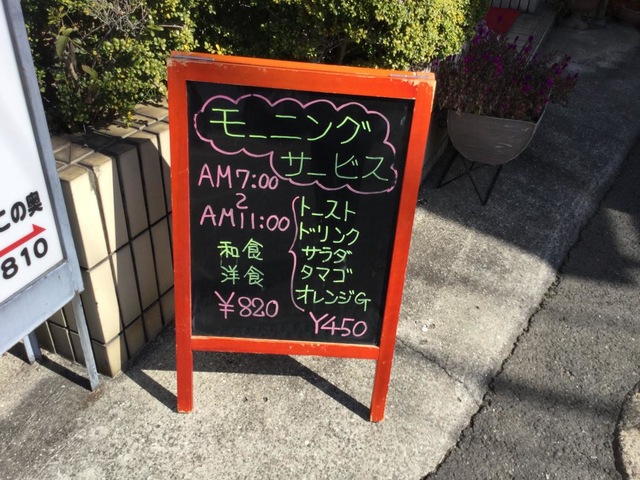 モーニング
サービス
AM7:00
〜
AM11:00
和食
洋食
¥820
トースト
ドリンク
サラダ
タマゴ
オレンジG
¥450
この奥
810